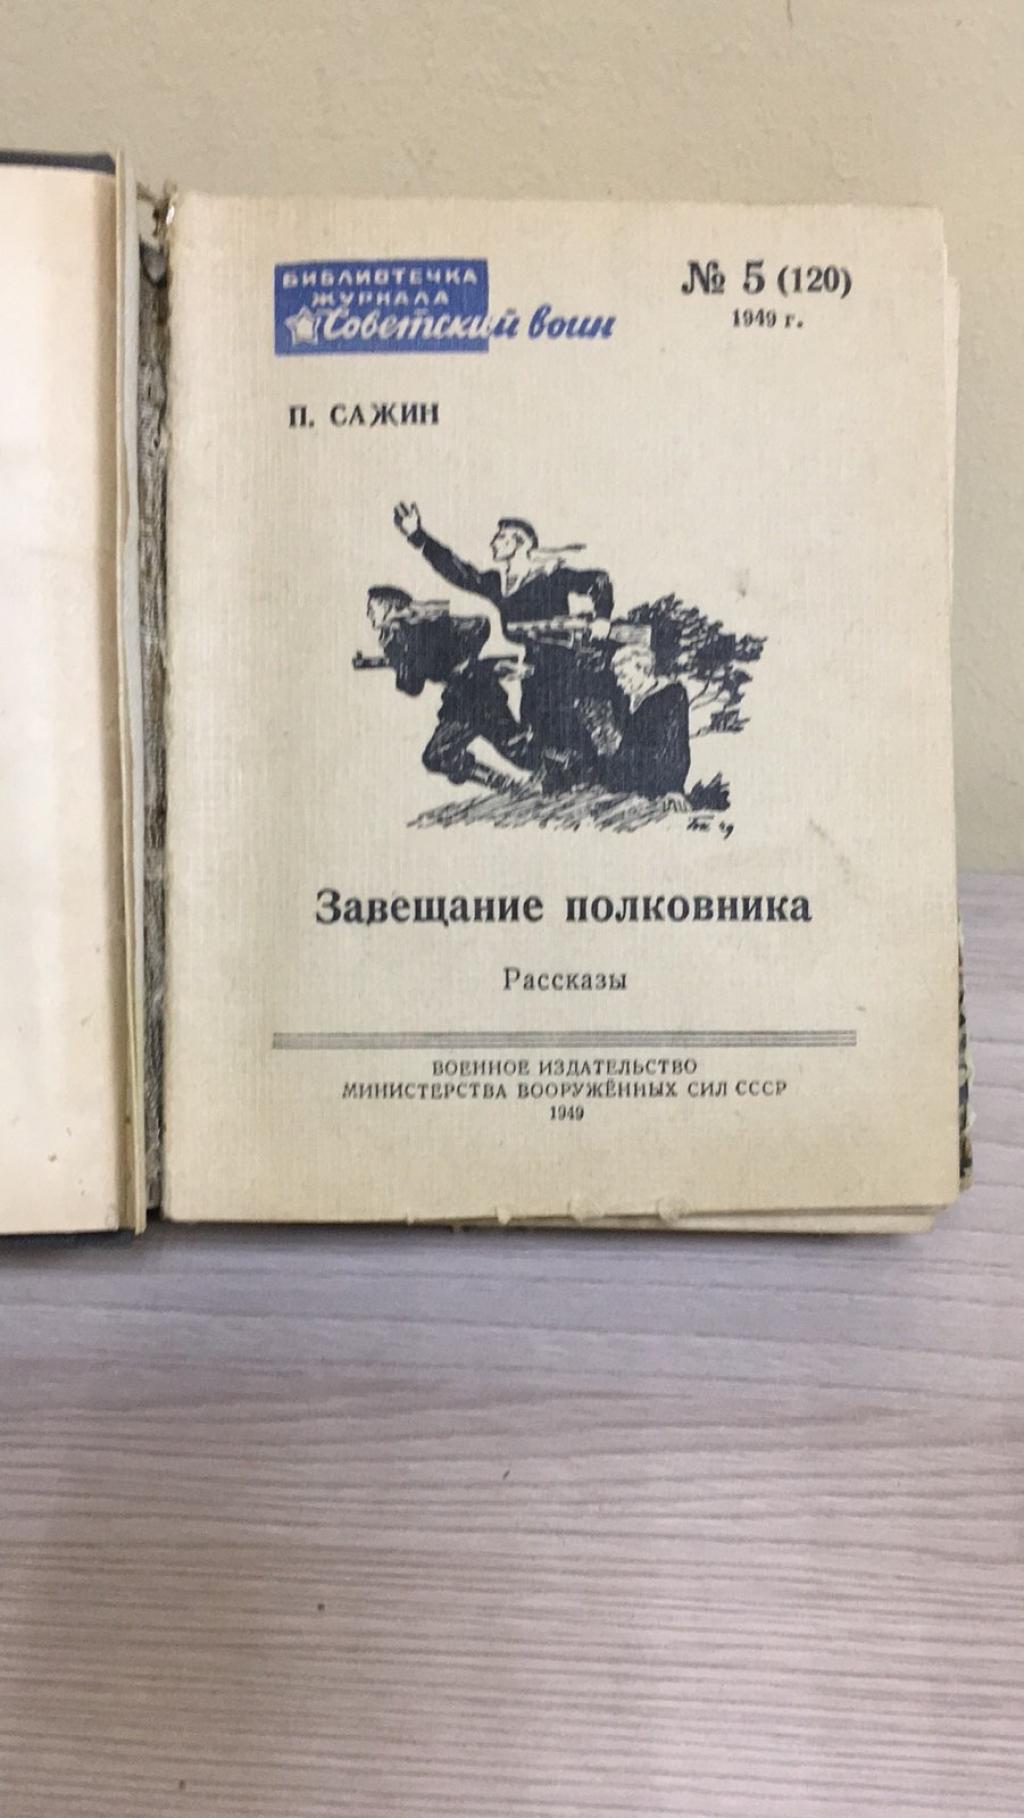 БИБЛИОТЕЧКА
ЖУРНАЛА
Советский воин
№ 5 (120)
1949 г.
П. САЖИН
Завещание полковника
Рассказы
ВОЕННОЕ ИЗДАТЕЛЬСТВО
МИНИСТЕРСТВА ВООРУЖЁННЫХ СИЛ СССР
1949